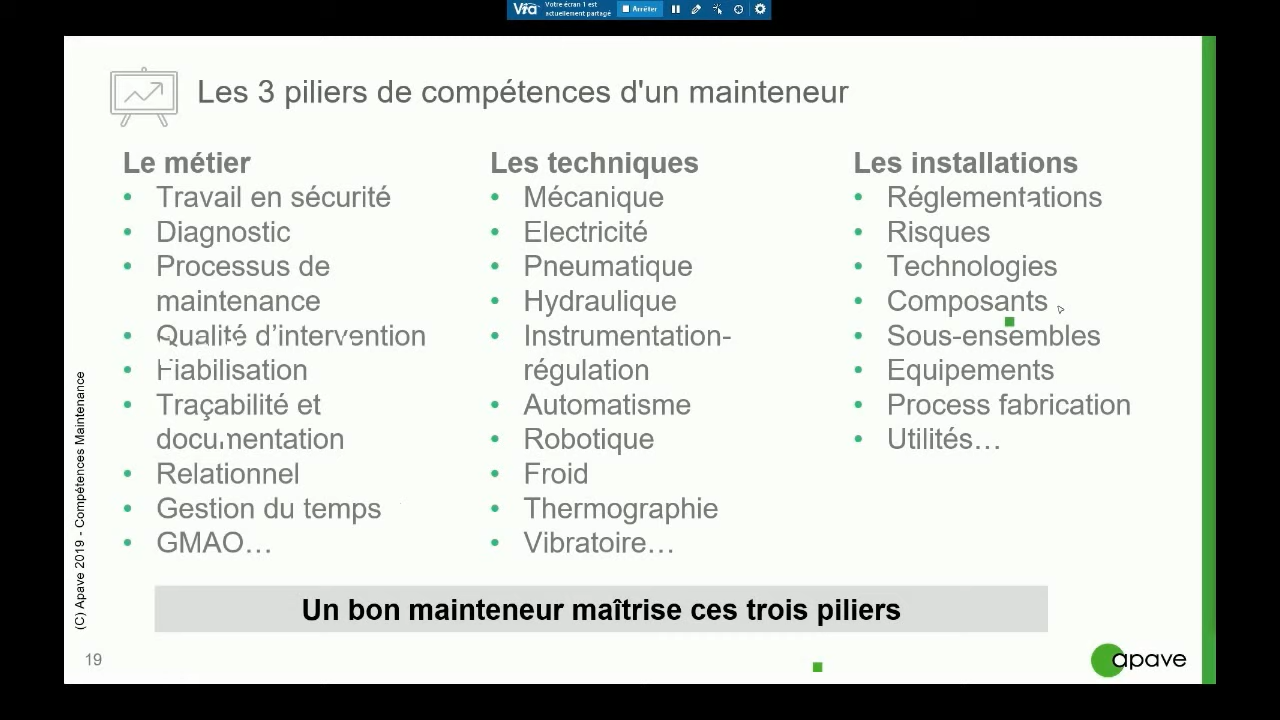 Vfa
Votre écran 1 est
actuellement partagé
Arrêter
Les 3 piliers de compétences d'un mainteneur
Le métier
• Travail en sécurité
• Diagnostic
• Processus de
maintenance
• Qualité d’intervention
• Fiabilisation
• Traçabilité et
documentation
• Relationnel
• Gestion du temps
• GMAO…
Les techniques
• Mécanique
• Electricité
• Pneumatique
• Hydraulique
• Instrumentation-
régulation
• Automatisme
• Robotique
• Froid
• Thermographie
• Vibratoire…
Les installations
• Réglementations
• Risques
• Technologies
• Composants
• Sous-ensembles
• Equipements
• Process fabrication
• Utilités…
Un bon mainteneur maîtrise ces trois piliers
(C) Apave 2019 - Compétences Maintenance
19
apave